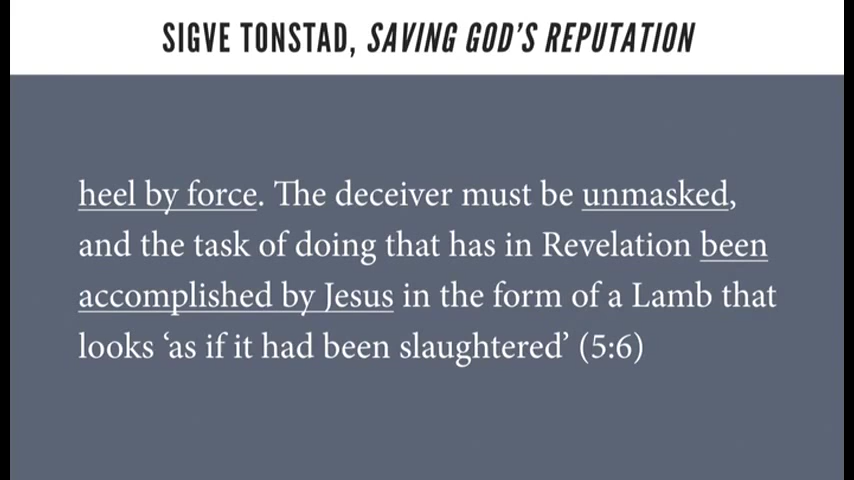 SIGVE TONSTAD, SAVING GOD'S REPUTATION
heel by force. The deceiver must be unmasked,
and the task of doing that has in Revelation been
accomplished by Jesus in the form of a Lamb that
looks ‘as if it had been slaughtered’ (5:6)